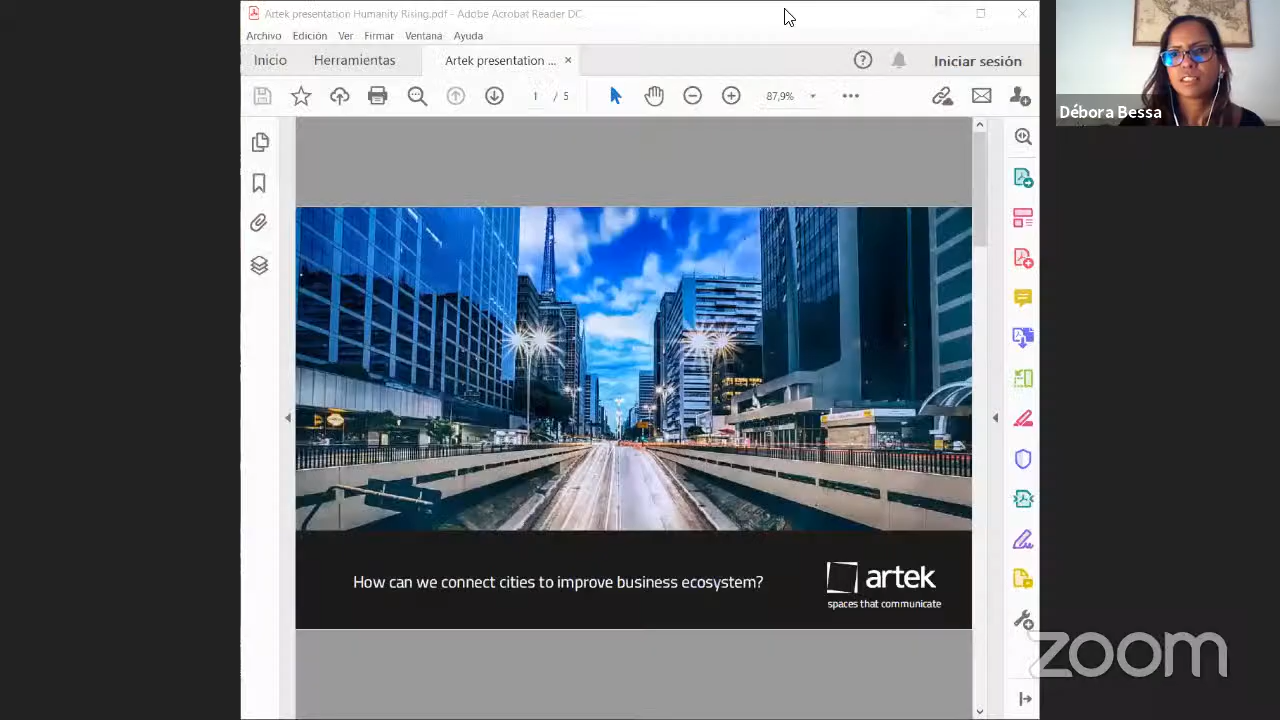 Artek presentation Humanity Rising.pdf - Adobe Acrobat Reader DC
Archivo Edición Ver Firmar Ventana Ayuda
Inicio Herramientas Artek presentation ... × Iniciar sesión
1 / 5 87,9%
Débora Bessa
How can we connect cities to improve business ecosystem?
artek
spaces that communicate
zoom